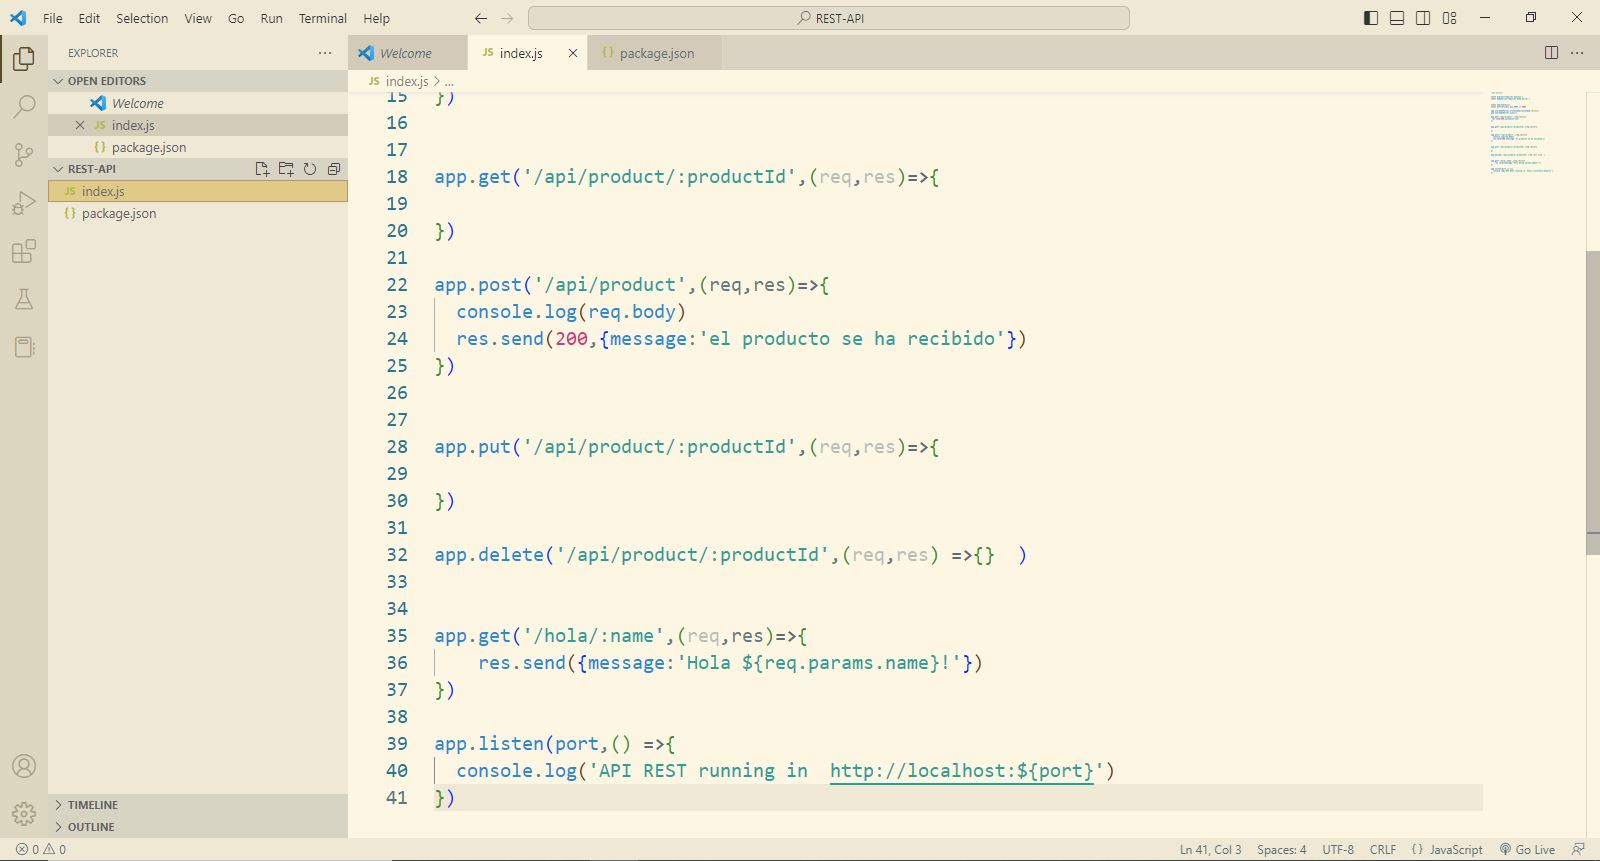 File Edit Selection View Go Run Terminal Help
REST-API
EXPLORER
OPEN EDITORS
Welcome
JS index.js
{} package.json
REST-API
JS index.js
{} package.json
TIMELINE
OUTLINE
Welcome JS index.js {} package.json
JS index.js > ...
15 })
16
17
18 app.get('/api/product/:productId',(req,res)=>{
19
20 })
21
22 app.post('/api/product',(req,res)=>{
23   console.log(req.body)
24   res.send(200,{message:'el producto se ha recibido'})
25 })
26
27
28 app.put('/api/product/:productId',(req,res)=>{
29
30 })
31
32 app.delete('/api/product/:productId',(req,res) =>{}  )
33
34
35 app.get('/hola/:name',(req,res)=>{
36     res.send({message:'Hola ${req.params.name}!'})
37 })
38
39 app.listen(port,() =>{
40   console.log('API REST running in  http://localhost:${port}')
41 })
0 0 Ln 41, Col 3 Spaces: 4 UTF-8 CRLF {} JavaScript Go Live